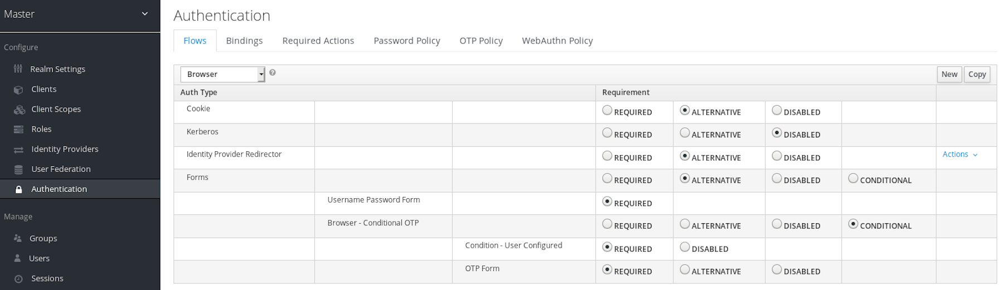 Master
Configure
Realm Settings
Clients
Client Scopes
Roles
Identity Providers
User Federation
Authentication
Manage
Groups
Users
Sessions
Authentication
Flows Bindings Required Actions Password Policy OTP Policy WebAuthn Policy
Browser ? New Copy
Auth Type Requirement
Cookie REQUIRED ALTERNATIVE DISABLED
Kerberos REQUIRED ALTERNATIVE DISABLED
Identity Provider Redirector REQUIRED ALTERNATIVE DISABLED Actions
Forms REQUIRED ALTERNATIVE DISABLED CONDITIONAL
Username Password Form REQUIRED
Browser - Conditional OTP REQUIRED ALTERNATIVE DISABLED CONDITIONAL
Condition - User Configured REQUIRED DISABLED
OTP Form REQUIRED ALTERNATIVE DISABLED